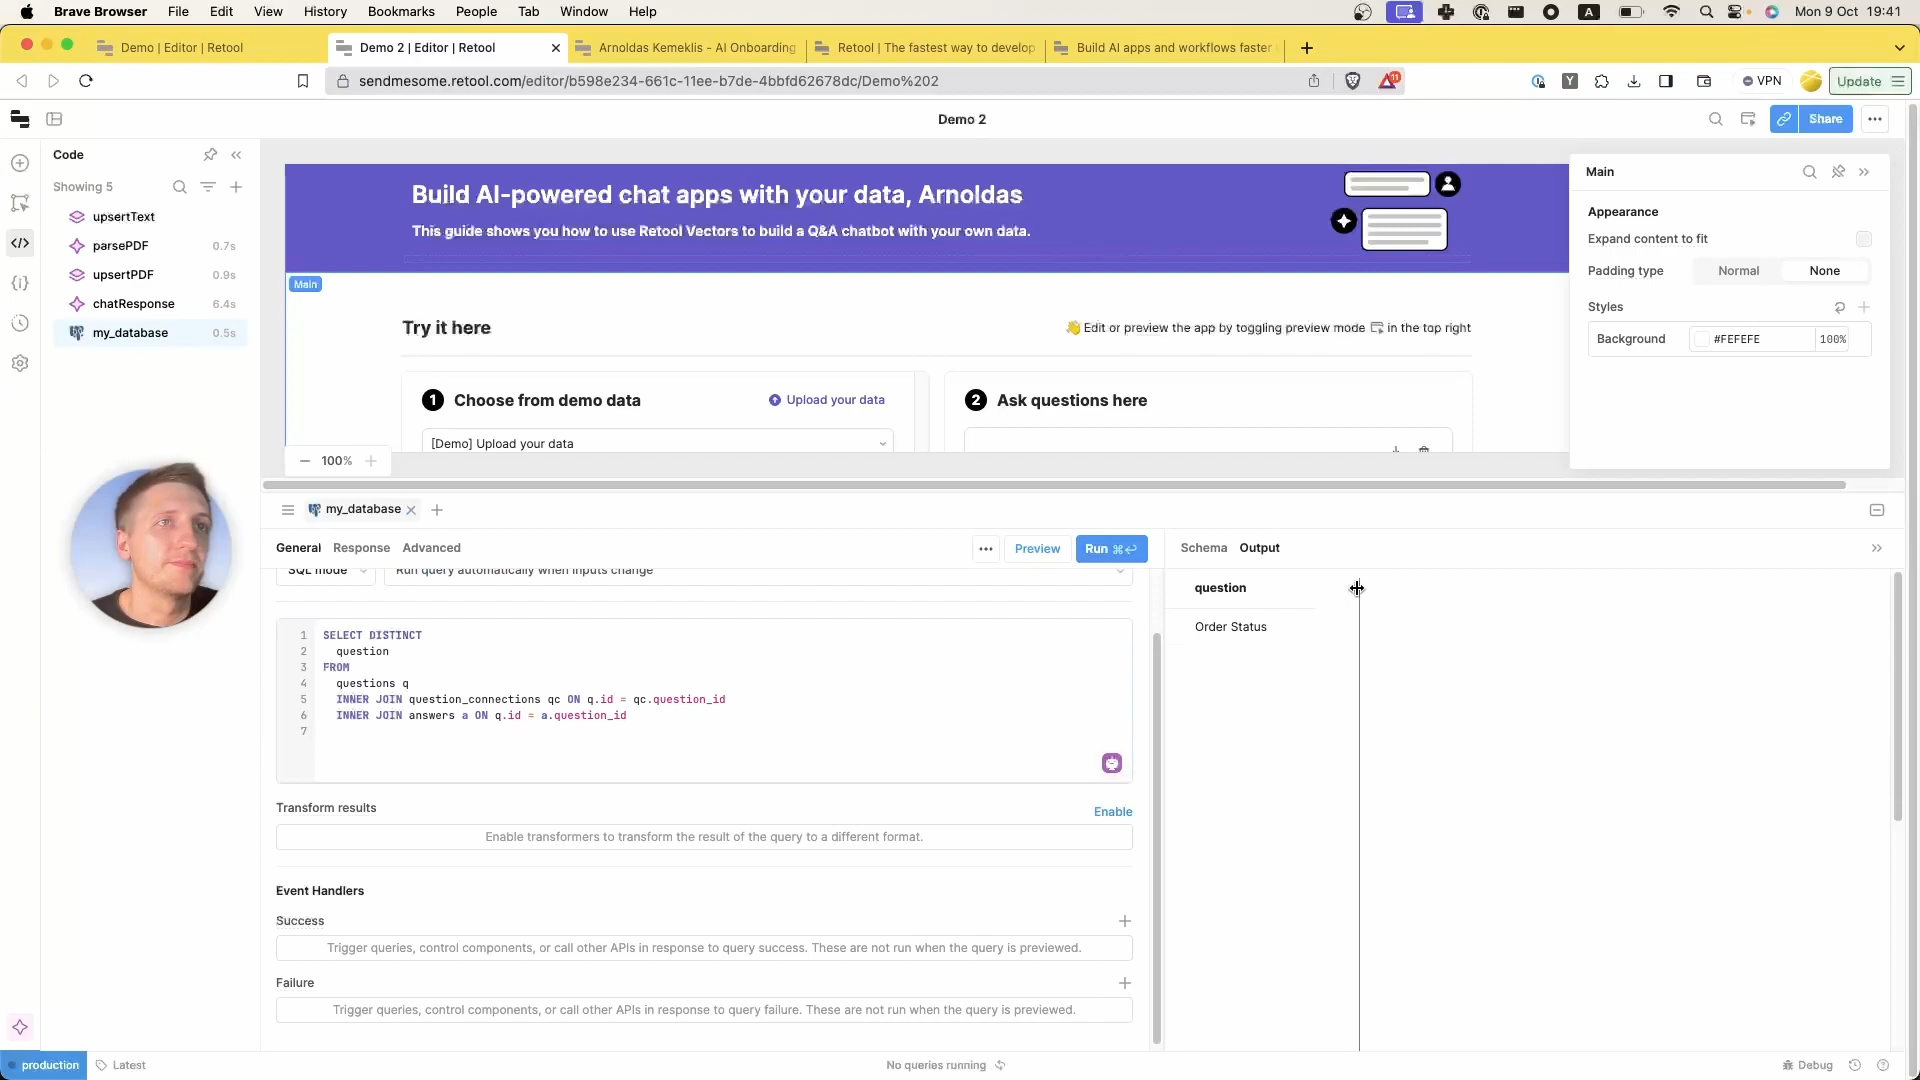 Brave Browser File Edit View History Bookmarks People Tab Window Help A Mon 9 Oct 19:41
Demo | Editor | Retool
Demo 2 | Editor | Retool
Arnoldas Kemeklis - AI Onboarding
Retool | The fastest way to develop
Build AI apps and workflows faster
sendmesome.retool.com/editor/b598e234-661c-11ee-b7de-4bbfd62678dc/Demo%202
11
Y
VPN
Update
Demo 2
Share
Code
Showing 5
upsertText
parsePDF 0.7s
upsertPDF 0.9s
chatResponse 6.4s
my_database 0.5s
Build AI-powered chat apps with your data, Arnoldas
This guide shows you how to use Retool Vectors to build a Q&A chatbot with your own data.
Main
Try it here
👋 Edit or preview the app by toggling preview mode in the top right
1 Choose from demo data
Upload your data
[Demo] Upload your data
2 Ask questions here
100%
Main
Appearance
Expand content to fit
Padding type Normal None
Styles
Background #FEFEFE 100%
my_database
General Response Advanced
Preview
Run ⌘↩
Schema Output
SQL mode
Run query automatically when inputs change
1 SELECT DISTINCT
2 question
3 FROM
4 questions q
5 INNER JOIN question_connections qc ON q.id = qc.question_id
6 INNER JOIN answers a ON q.id = a.question_id
7
question
Order Status
Transform results
Enable
Enable transformers to transform the result of the query to a different format.
Event Handlers
Success
Trigger queries, control components, or call other APIs in response to query success. These are not run when the query is previewed.
Failure
Trigger queries, control components, or call other APIs in response to query failure. These are not run when the query is previewed.
production
Latest
No queries running
Debug